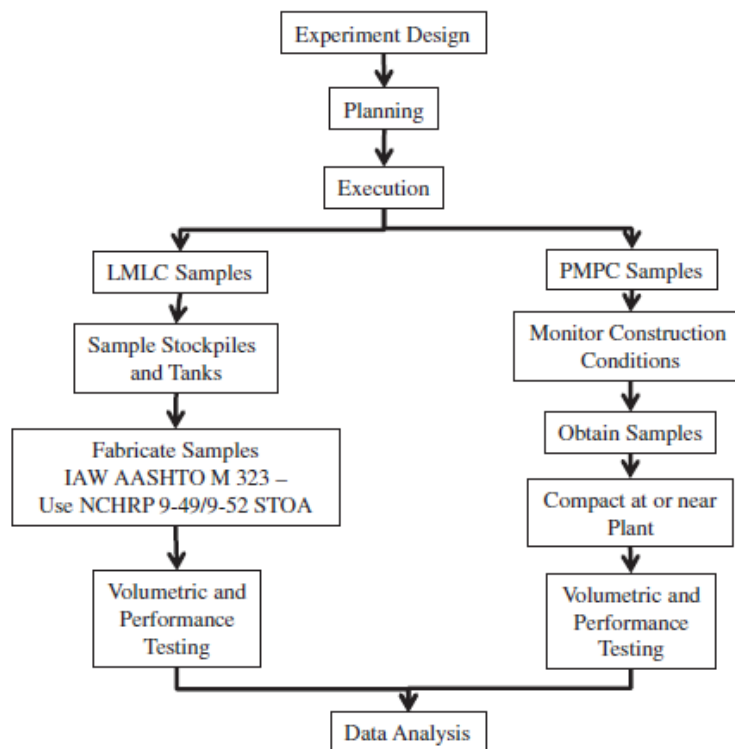 Experiment Design
Planning
Execution
LMLC Samples
Sample Stockpiles
and Tanks
Fabricate Samples
IAW AASHTO M 323 –
Use NCHRP 9-49/9-52 STOA
Volumetric and
Performance
Testing
PMPC Samples
Monitor Construction
Conditions
Obtain Samples
Compact at or near
Plant
Volumetric and
Performance
Testing
Data Analysis